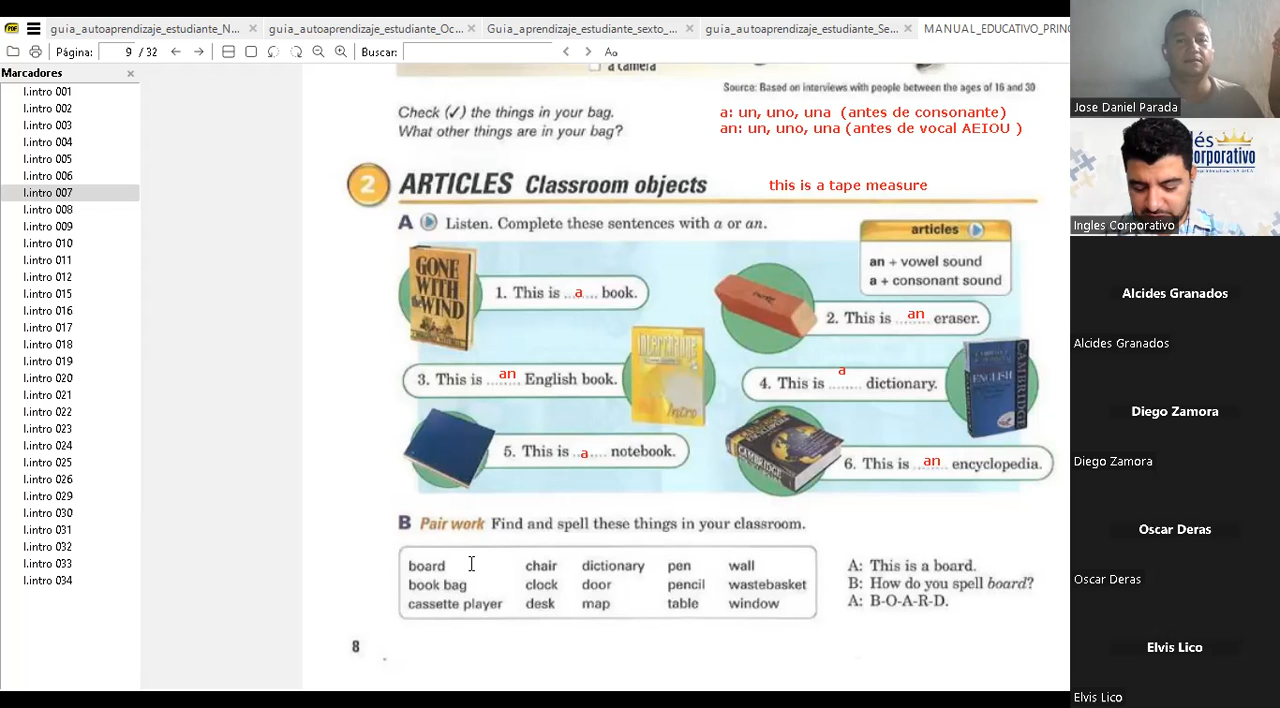 guia_autoaprendizaje_estudiante_N...
guia_autoaprendizaje_estudiante_Oc...
Guia_aprendizaje_estudiante_sexto_...
guia_autoaprendizaje_estudiante_Se...
MANUAL_EDUCATIVO_PRINC
Página: 9 / 32
Buscar:
Aa
Marcadores
I.intro 001
I.intro 002
I.intro 003
I.intro 004
I.intro 005
I.intro 006
I.intro 007
I.intro 008
I.intro 009
I.intro 010
I.intro 011
I.intro 012
I.intro 015
I.intro 016
I.intro 017
I.intro 018
I.intro 019
I.intro 020
I.intro 021
I.intro 022
I.intro 023
I.intro 024
I.intro 025
I.intro 026
I.intro 029
I.intro 030
I.intro 031
I.intro 032
I.intro 033
I.intro 034
a camera
Source: Based on interviews with people between the ages of 16 and 30
Check (✓) the things in your bag.
What other things are in your bag?
a: un, uno, una (antes de consonante)
an: un, uno, una (antes de vocal AEIOU )
2 ARTICLES Classroom objects
this is a tape measure
A Listen. Complete these sentences with a or an.
articles
an + vowel sound
a + consonant sound
GONE
WITH
the WIND
1. This is ...a.... book.
2. This is ...an... eraser.
3. This is ...an... English book.
Intro
4. This is ...a... dictionary.
ENGLISH
CAMBRIDGE
5. This is ...a.... notebook.
6. This is ...an... encyclopedia.
B Pair work Find and spell these things in your classroom.
board chair dictionary pen wall
book bag clock door pencil wastebasket
cassette player desk map table window
A: This is a board.
B: How do you spell board?
A: B-O-A-R-D.
8
Jose Daniel Parada
és
orporativo
Ingles Corporativo
Alcides Granados
Alcides Granados
Diego Zamora
Diego Zamora
Oscar Deras
Oscar Deras
Elvis Lico
Elvis Lico